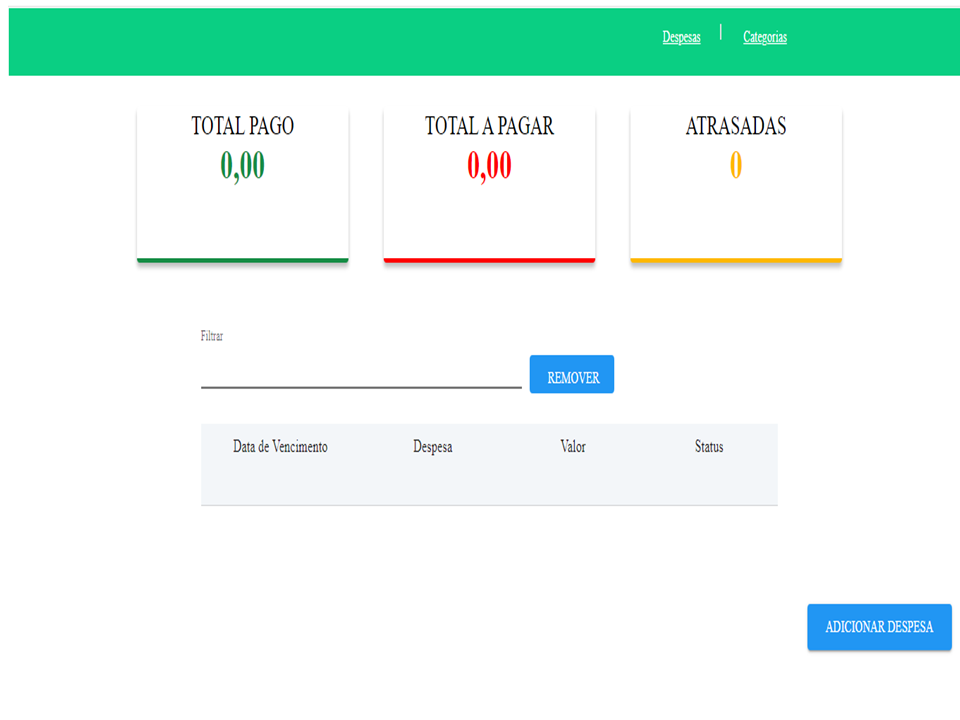 Despesas | Categorias
TOTAL PAGO
0,00
TOTAL A PAGAR
0,00
ATRASADAS
0
Filtrar
REMOVER
Data de Vencimento Despesa Valor Status
ADICIONAR DESPESA